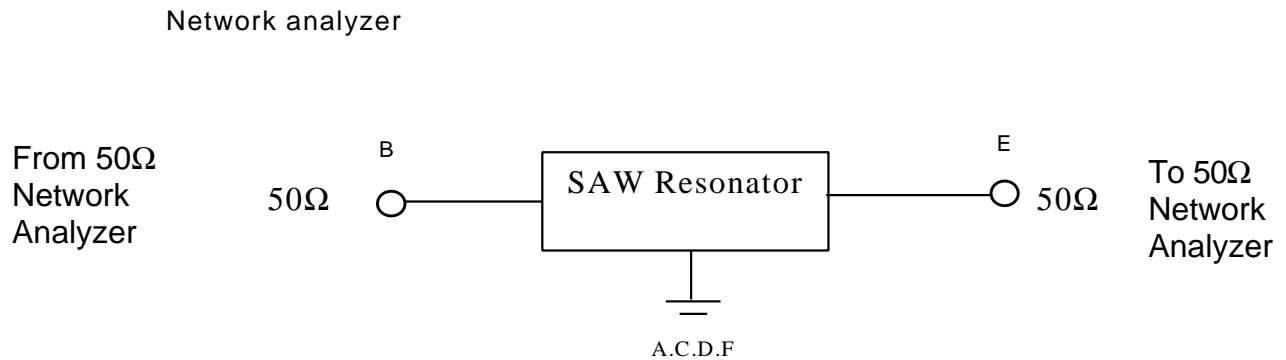 Network analyzer
From 50Ω
Network
Analyzer
50Ω
B
SAW Resonator
E
50Ω
To 50Ω
Network
Analyzer
A.C.D.F